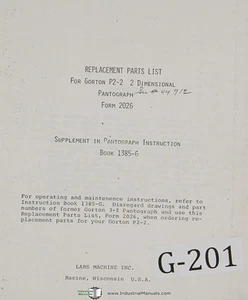 REPLACEMENT PARTS LIST
FOR GORTON P2-2 2 DIMENSIONAL
PANTOGRAPH
FORM 2026
SUPPLEMENT IN PANTOGRAPH INSTRUCTION
BOOK 1385-G
For operating and maintenence instructions, refer to
Instruction Book 1385-G. Disregard drawings and part
numbers of former Gorton 3-Z Pantograph and use this
Replacement Parts List, Form 2026, when ordering re-
placement parts for your Gorton P2-2.
LARS MACHINE INC.
Racine, Wisconsin U.S.A.
G-201
www.IndustrialManuals.com